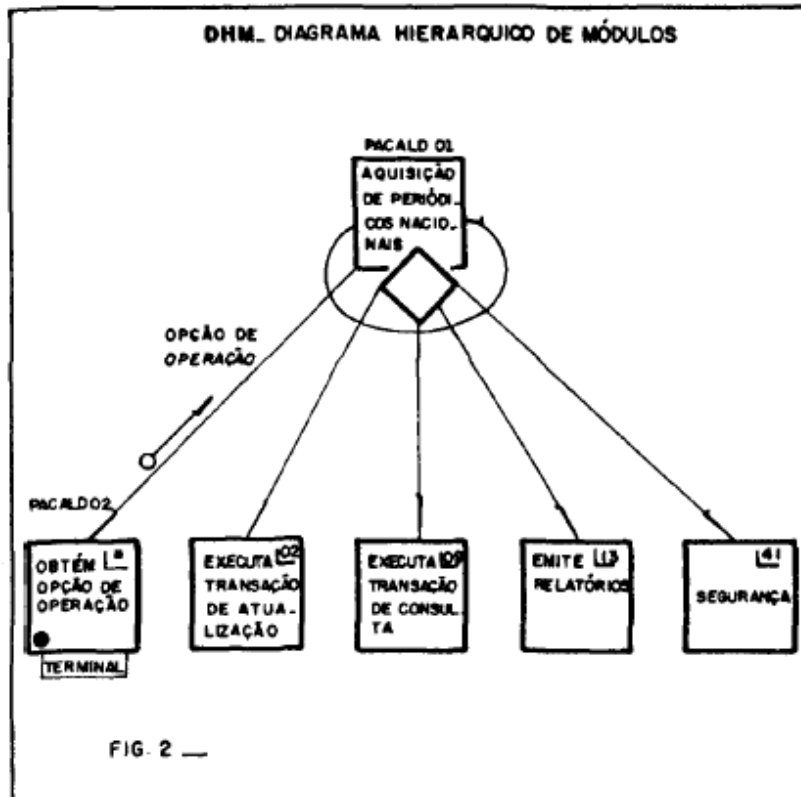 DHM_ DIAGRAMA HIERARQUICO DE MÓDULOS
PACALD 01
AQUISIÇÃO
DE PERIÓDI_
COS NACIO_
NAIS
OPÇÃO DE
OPERAÇÃO
PACALD02
OBTÉM
OPÇÃO DE
OPERAÇÃO
TERMINAL
EXECUTA 02
TRANSAÇÃO
DE ATUA_
LIZAÇÃO
EXECUTA 09
TRANSAÇÃO
DE CONSUL_
TA
EMITE 13
RELATÓRIOS
41
SEGURANÇA
FIG. 2 __